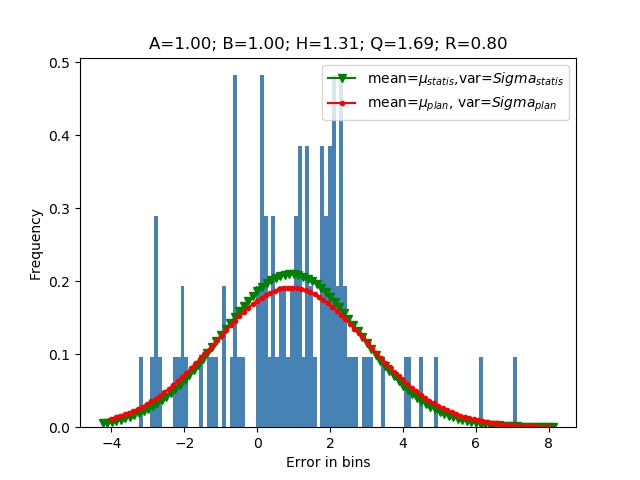 A=1.00; B=1.00; H=1.31; Q=1.69; R=0.80
0.5
mean=μstatis,var=Sigmastatis
mean=μplan, var=Sigmaplan
0.4
0.3
0.2
0.1
0.0
Frequency
−4 −2 0 2 4 6 8
Error in bins